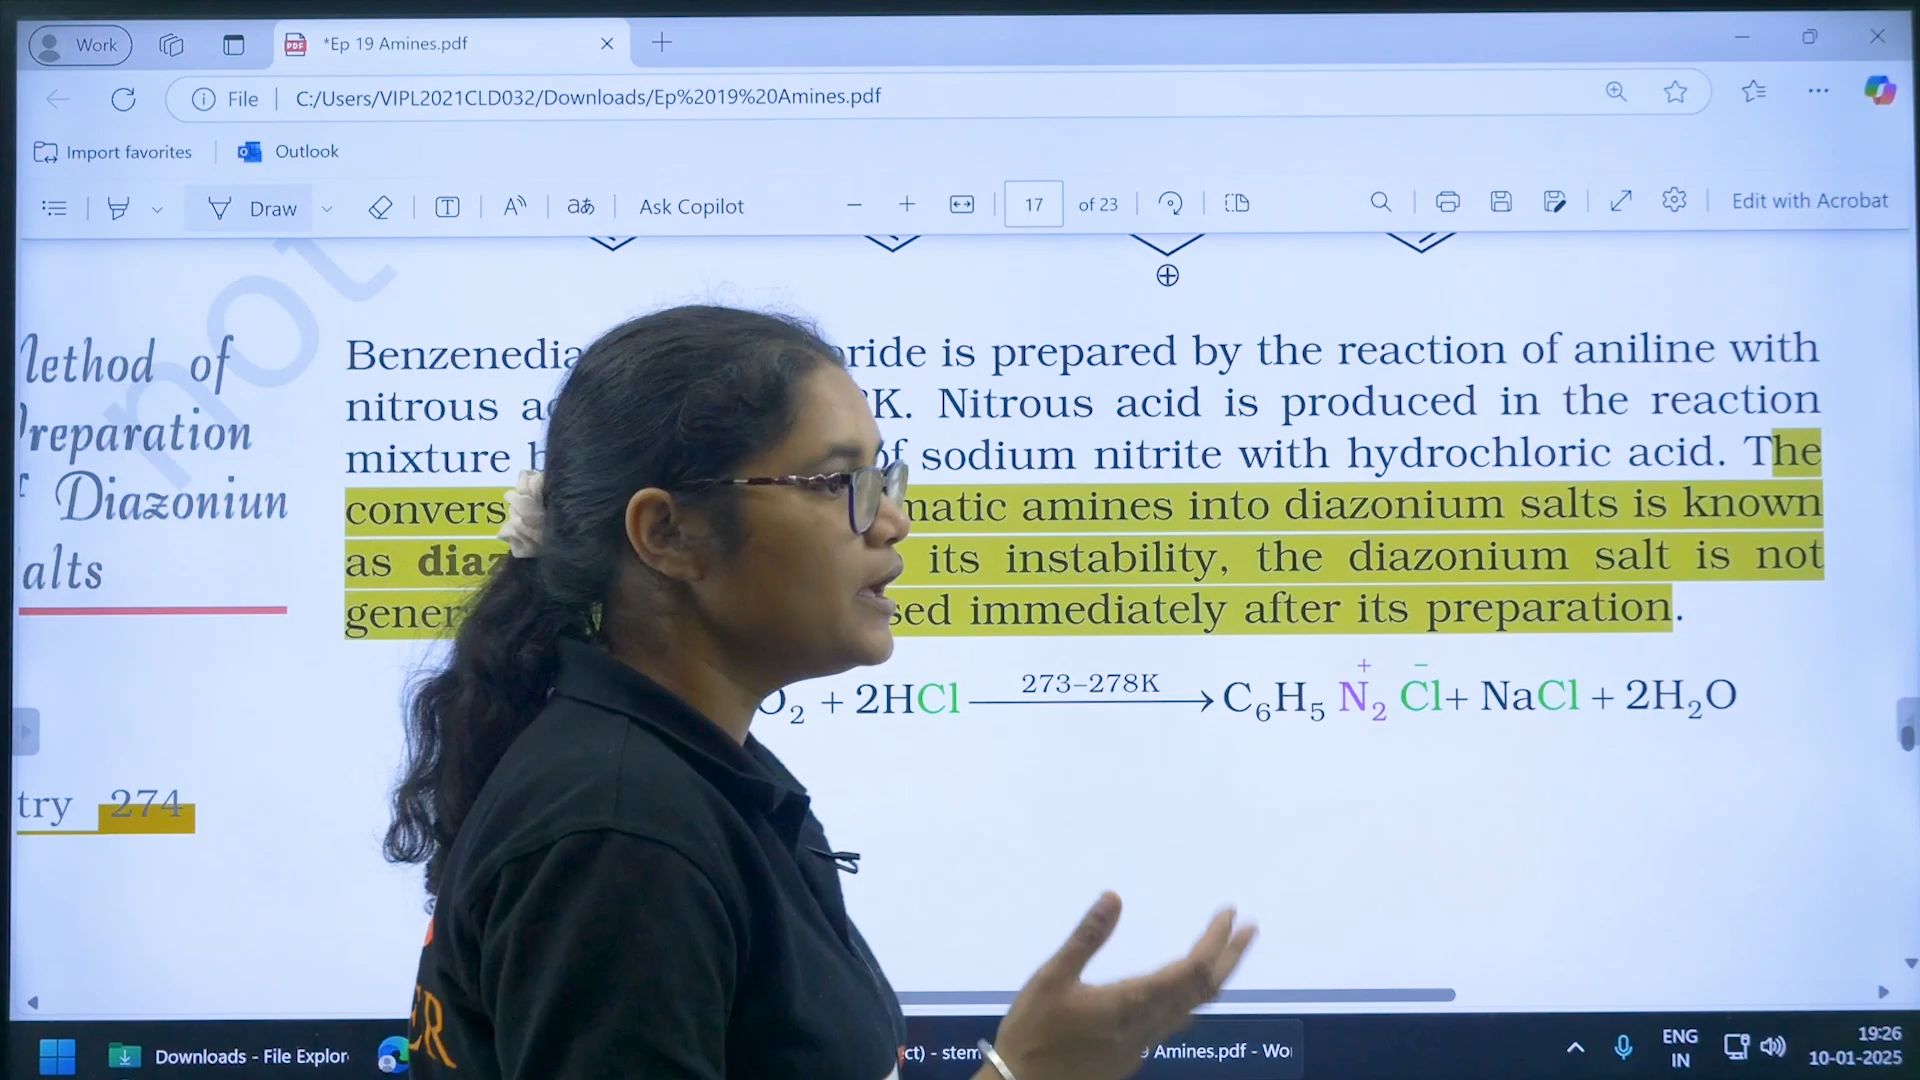 Work
*Ep 19 Amines.pdf
File
C:/Users/VIPL2021CLD032/Downloads/Ep%2019%20Amines.pdf
Import favorites
Outlook
Draw
Ask Copilot
17
of 23
Edit with Acrobat
not
lethod of
reparation
Diazoniun
alts
try 274
Benzenedia ride is prepared by the reaction of aniline with
nitrous a K. Nitrous acid is produced in the reaction
mixture of sodium nitrite with hydrochloric acid. The
convers matic amines into diazonium salts is known
as diaz its instability, the diazonium salt is not
gener sed immediately after its preparation.
O₂ + 2HCl 273–278K → C₆H₅ N₂⁺ Cl⁻ + NaCl + 2H₂O
ER
Downloads - File Explor
ct) - stem
Amines.pdf - Wo
ENG
IN
19:26
10-01-2025